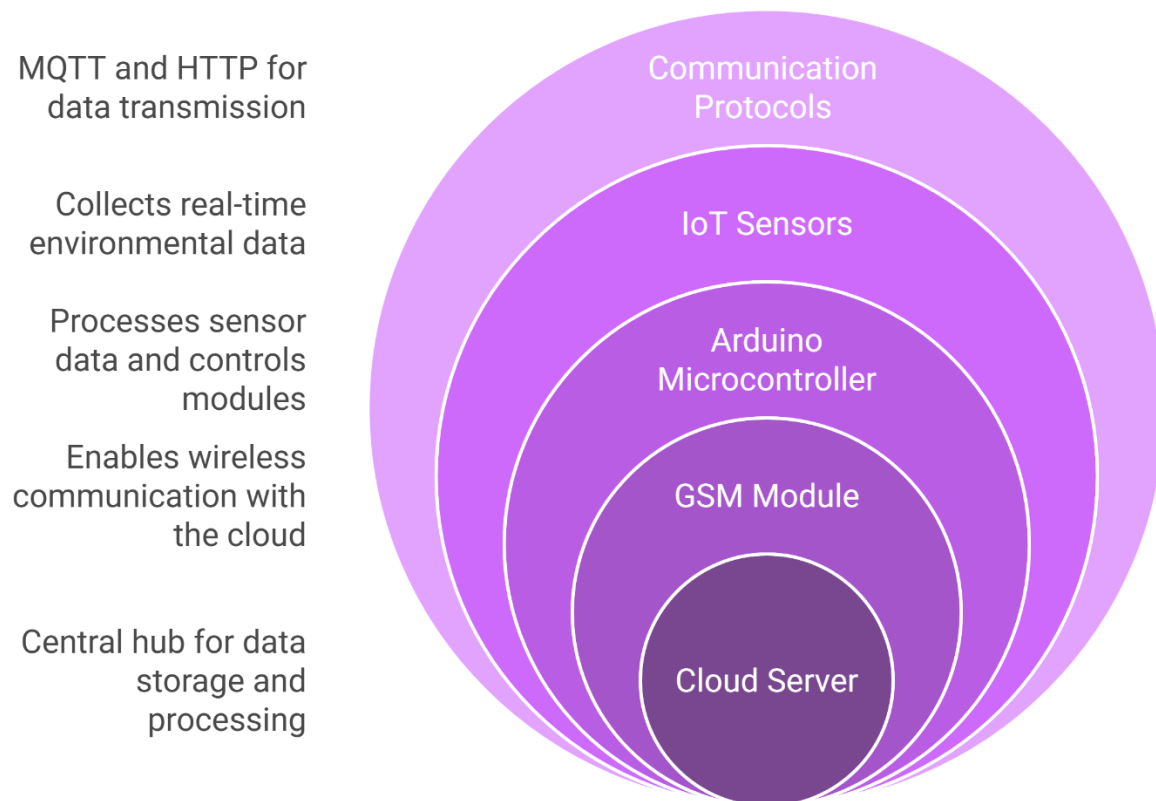 MQTT and HTTP for
data transmission
Communication
Protocols
Collects real-time
environmental data
IoT Sensors
Processes sensor
data and controls
modules
Arduino
Microcontroller
Enables wireless
communication with
the cloud
GSM Module
Central hub for data
storage and
processing
Cloud Server